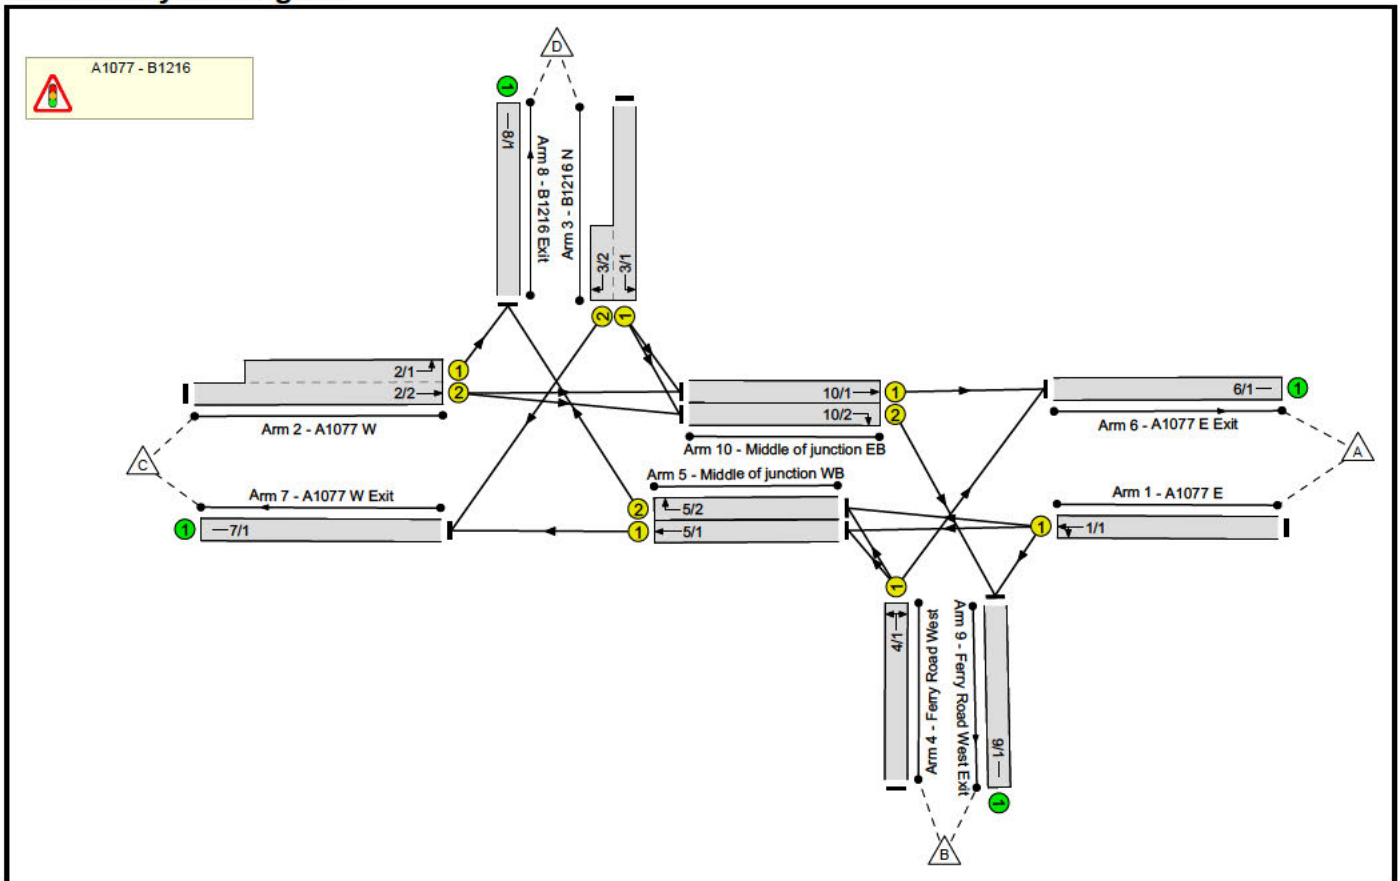 A1077 - B1216
D
1
8/1
Arm 8 - B1216 Exit
Arm 3 - B1216 N
3/2
3/1
2
1
2/1
1
2/2
2
Arm 2 - A1077 W
10/1
1
10/2
2
Arm 10 - Middle of junction EB
6/1
1
Arm 6 - A1077 E Exit
C
A
Arm 7 - A1077 W Exit
1
7/1
Arm 5 - Middle of junction WB
2
5/2
1
5/1
Arm 1 - A1077 E
1
1/1
1
4/1
Arm 4 - Ferry Road West
Arm 9 - Ferry Road West Exit
9/1
1
B